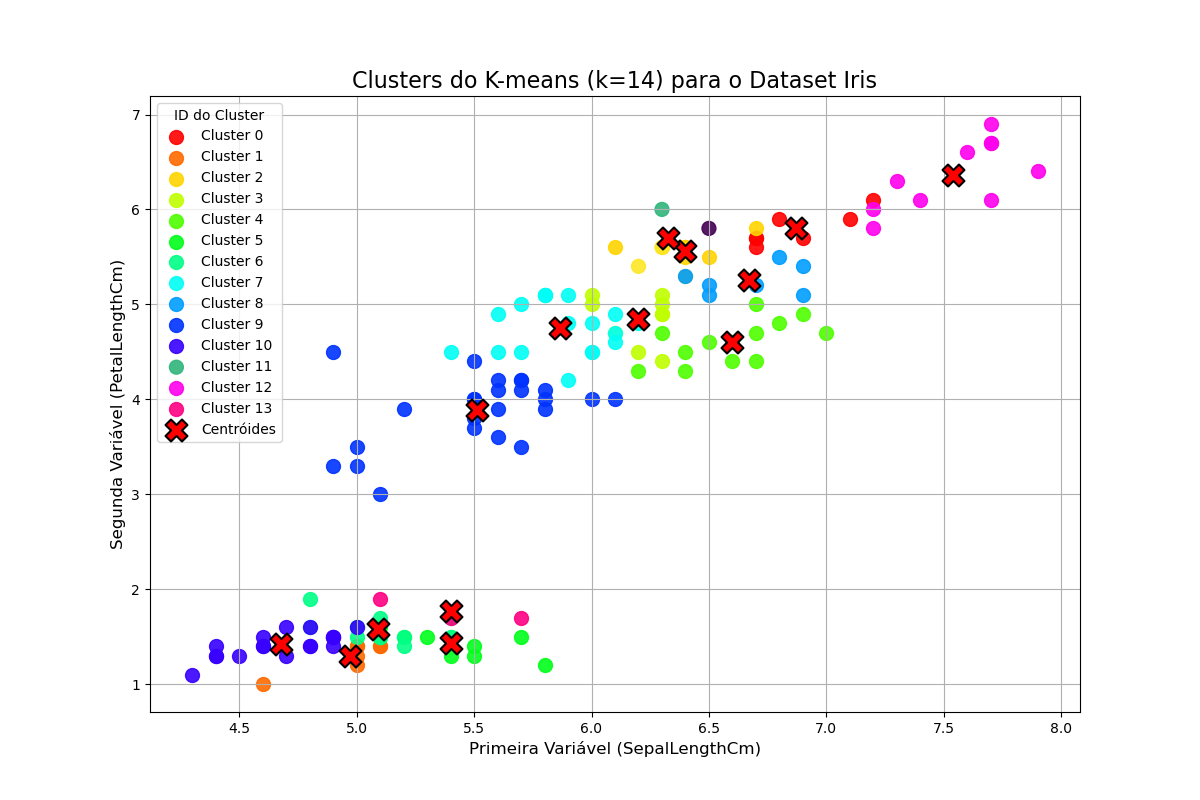 Clusters do K-means (k=14) para o Dataset Iris
ID do Cluster
Cluster 0
Cluster 1
Cluster 2
Cluster 3
Cluster 4
Cluster 5
Cluster 6
Cluster 7
Cluster 8
Cluster 9
Cluster 10
Cluster 11
Cluster 12
Cluster 13
Centróides
Segunda Variável (PetalLengthCm)
7
6
5
4
3
2
1
4.5 5.0 5.5 6.0 6.5 7.0 7.5 8.0
Primeira Variável (SepalLengthCm)